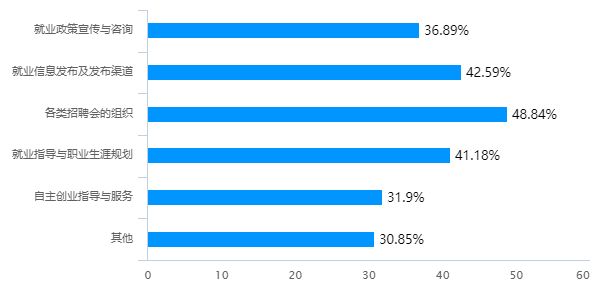 就业政策宣传与咨询 36.89%
就业信息发布及发布渠道 42.59%
各类招聘会的组织 48.84%
就业指导与职业生涯规划 41.18%
自主创业指导与服务 31.9%
其他 30.85%
0 10 20 30 40 50 60